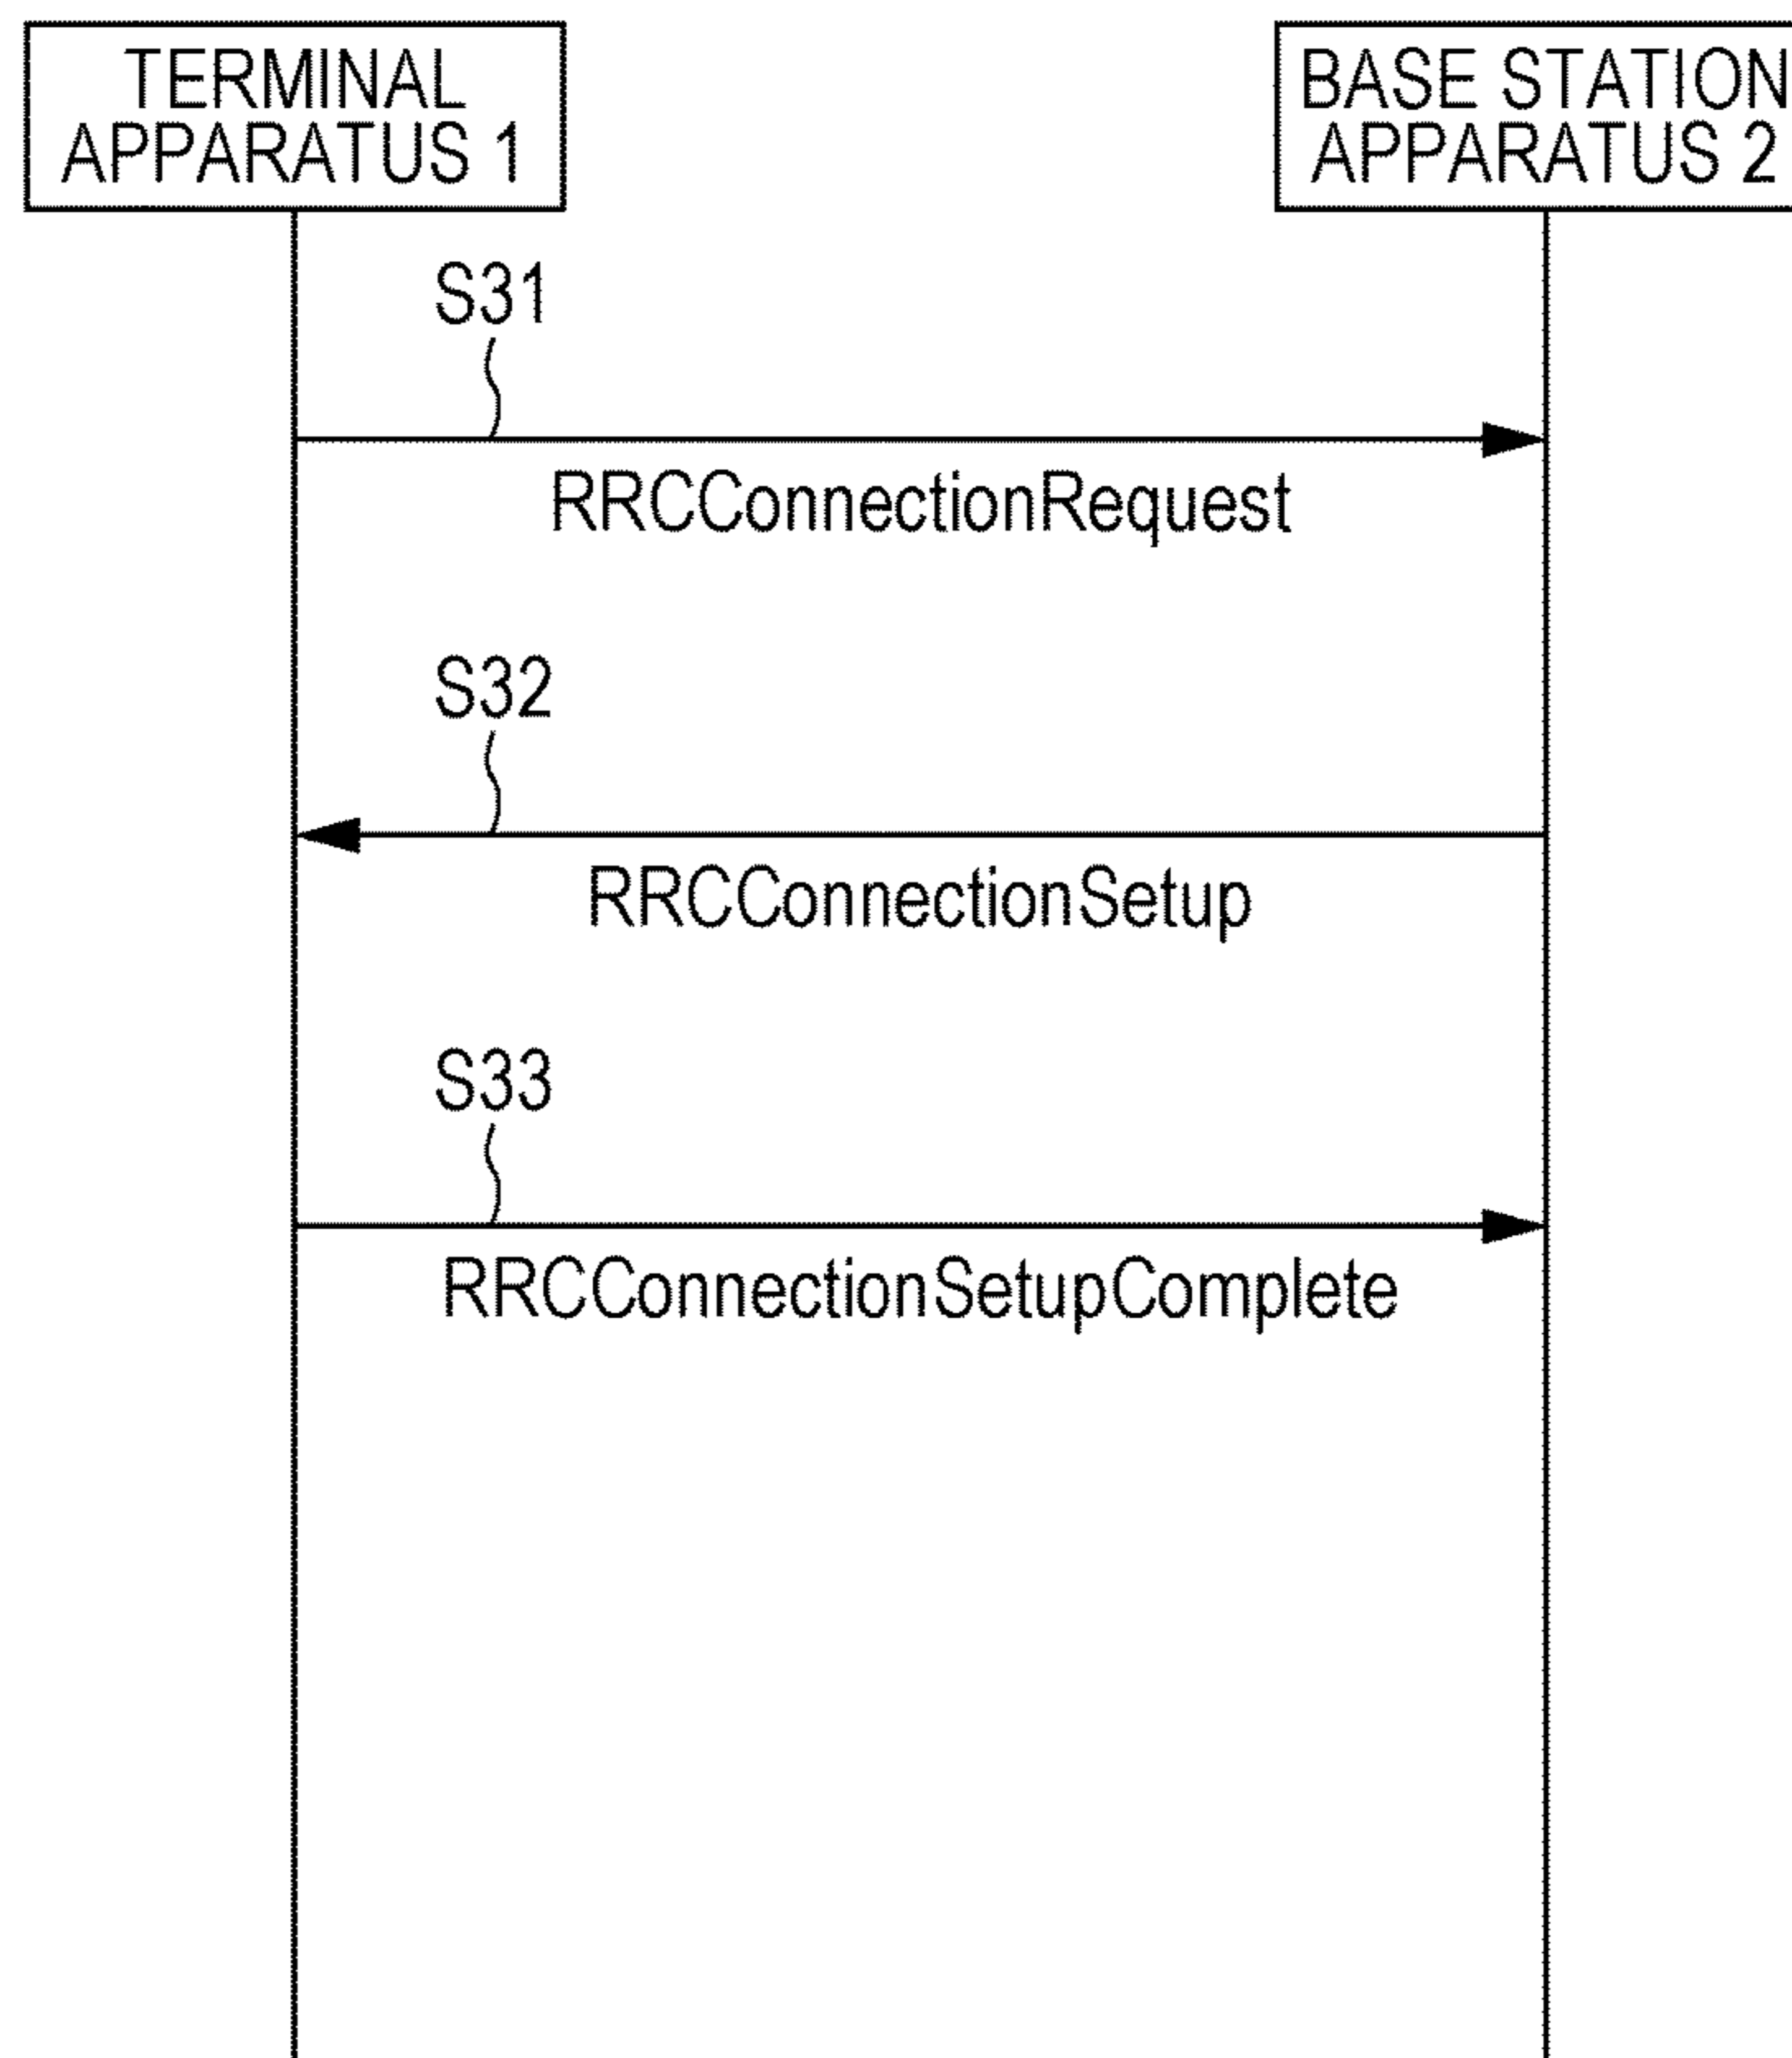 TERMINAL
APPARATUS 1
BASE STATION
APPARATUS 2
S31
RRCConnectionRequest
S32
RRCConnectionSetup
S33
RRCConnectionSetupComplete